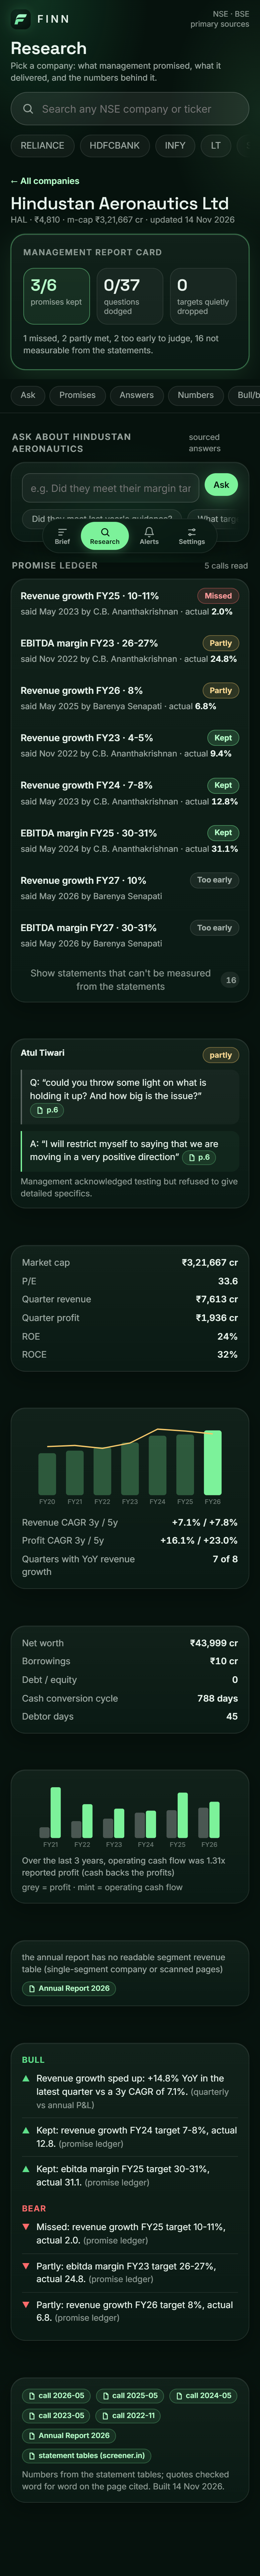 FINN
NSE · BSE
primary sources
Research
Pick a company: what management promised, what it
delivered, and the numbers behind it.
Search any NSE company or ticker
RELIANCE
HDFCBANK
INFY
LT
← All companies
Hindustan Aeronautics Ltd
HAL · ₹4,810 · m-cap ₹3,21,667 cr · updated 14 Nov 2026
MANAGEMENT REPORT CARD
3/6
promises kept
0/37
questions
dodged
0
targets quietly
dropped
1 missed, 2 partly met, 2 too early to judge, 16 not
measurable from the statements.
Ask
Promises
Answers
Numbers
Bull/b
ASK ABOUT HINDUSTAN
AERONAUTICS
sourced
answers
e.g. Did they meet their margin tar
Ask
Did they meet last year's guidance?
What targ
Brief
Research
Alerts
Settings
PROMISE LEDGER
5 calls read
Revenue growth FY25 · 10-11%
Missed
said May 2023 by C.B. Ananthakrishnan · actual 2.0%
EBITDA margin FY23 · 26-27%
Partly
said Nov 2022 by C.B. Ananthakrishnan · actual 24.8%
Revenue growth FY26 · 8%
Partly
said May 2025 by Barenya Senapati · actual 6.8%
Revenue growth FY23 · 4-5%
Kept
said Nov 2022 by C.B. Ananthakrishnan · actual 9.4%
Revenue growth FY24 · 7-8%
Kept
said May 2023 by C.B. Ananthakrishnan · actual 12.8%
EBITDA margin FY25 · 30-31%
Kept
said May 2024 by C.B. Ananthakrishnan · actual 31.1%
Revenue growth FY27 · 10%
Too early
said May 2026 by Barenya Senapati
EBITDA margin FY27 · 30-31%
Too early
said May 2026 by Barenya Senapati
Show statements that can't be measured
from the statements
16
Atul Tiwari
partly
Q: “could you throw some light on what is
holding it up? And how big is the issue?”
p.6
A: “I will restrict myself to saying that we are
moving in a very positive direction” p.6
Management acknowledged testing but refused to give
detailed specifics.
Market cap ₹3,21,667 cr
P/E 33.6
Quarter revenue ₹7,613 cr
Quarter profit ₹1,936 cr
ROE 24%
ROCE 32%
FY20 FY21 FY22 FY23 FY24 FY25 FY26
Revenue CAGR 3y / 5y +7.1% / +7.8%
Profit CAGR 3y / 5y +16.1% / +23.0%
Quarters with YoY revenue
growth
7 of 8
Net worth ₹43,999 cr
Borrowings ₹10 cr
Debt / equity 0
Cash conversion cycle 788 days
Debtor days 45
FY21 FY22 FY23 FY24 FY25 FY26
Over the last 3 years, operating cash flow was 1.31x
reported profit (cash backs the profits)
grey = profit · mint = operating cash flow
the annual report has no readable segment revenue
table (single-segment company or scanned pages)
Annual Report 2026
BULL
Revenue growth sped up: +14.8% YoY in the
latest quarter vs a 3y CAGR of 7.1%. (quarterly
vs annual P&L)
Kept: revenue growth FY24 target 7-8%, actual
12.8. (promise ledger)
Kept: ebitda margin FY25 target 30-31%,
actual 31.1. (promise ledger)
BEAR
Missed: revenue growth FY25 target 10-11%,
actual 2.0. (promise ledger)
Partly: ebitda margin FY23 target 26-27%,
actual 24.8. (promise ledger)
Partly: revenue growth FY26 target 8%, actual
6.8. (promise ledger)
call 2026-05
call 2025-05
call 2024-05
call 2023-05
call 2022-11
Annual Report 2026
statement tables (screener.in)
Numbers from the statement tables; quotes checked
word for word on the page cited. Built 14 Nov 2026.